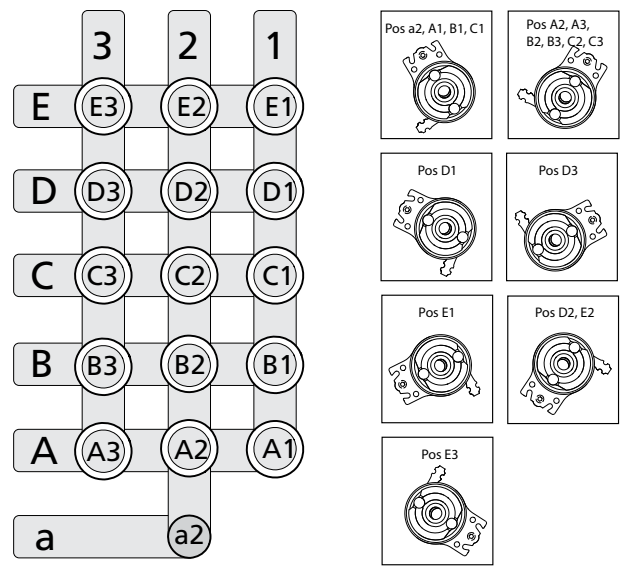 3 2 1
E E3 E2 E1
D D3 D2 D1
C C3 C2 C1
B B3 B2 B1
A A3 A2 A1
a a2
Pos a2, A1, B1, C1
Pos A2, A3,
B2, B3, C2, C3
Pos D1
Pos D3
Pos E1
Pos D2, E2
Pos E3